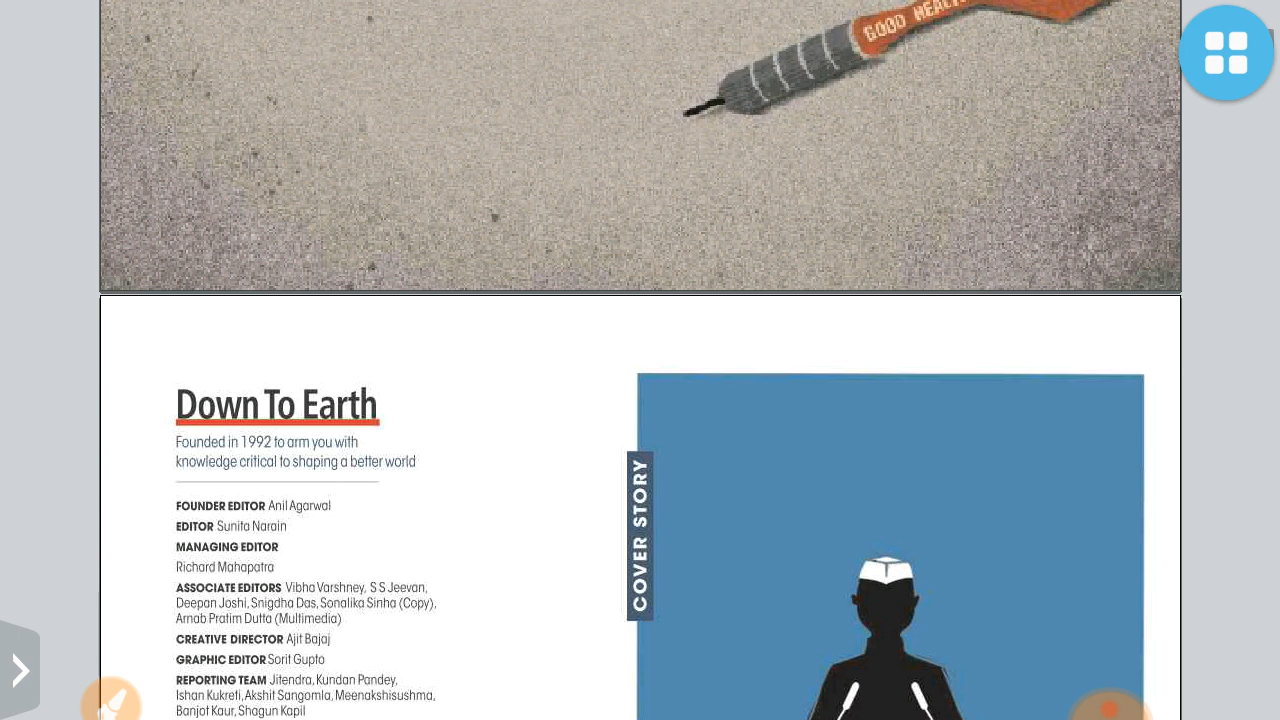 GOOD
Down To Earth
Founded in 1992 to arm you with
knowledge critical to shaping a better world
FOUNDER EDITOR Anil Agarwal
EDITOR Sunita Narain
MANAGING EDITOR
Richard Mahapatra
ASSOCIATE EDITORS Vibha Varshney, S S Jeevan,
Deepan Joshi, Snigdha Das, Sonalika Sinha (Copy),
Arnab Pratim Dutta (Multimedia)
CREATIVE DIRECTOR Ajit Bajaj
GRAPHIC EDITOR Sorit Gupto
REPORTING TEAM Jitendra, Kundan Pandey,
Ishan Kukreti, Akshit Sangomla, Meenakshisushma,
Banjot Kaur, Shagun Kapil
COVER STORY